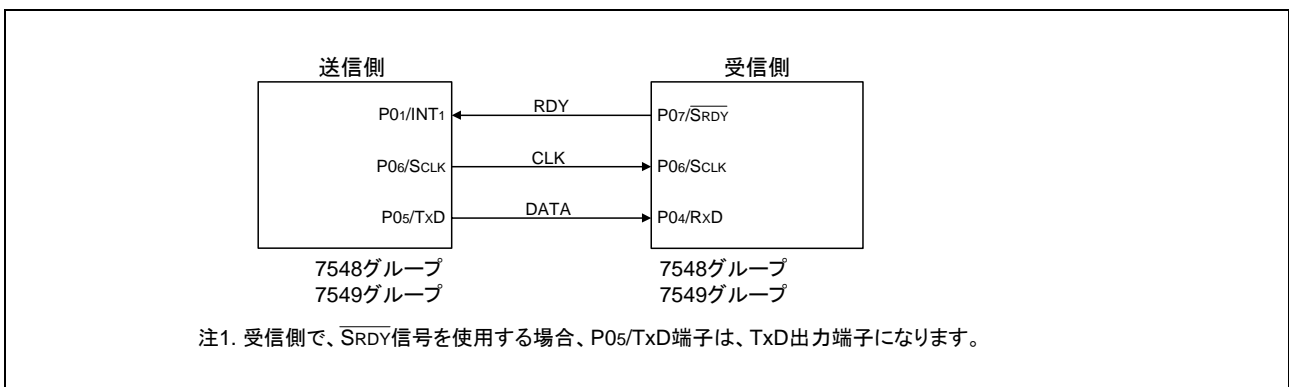 送信側 受信側
P01/INT1 RDY P07/SRDY
P06/SCLK CLK P06/SCLK
P05/TxD DATA P04/RxD
7548グループ 7548グループ
7549グループ 7549グループ
注1. 受信側で、SRDY信号を使用する場合、P05/TxD端子は、TxD出力端子になります。